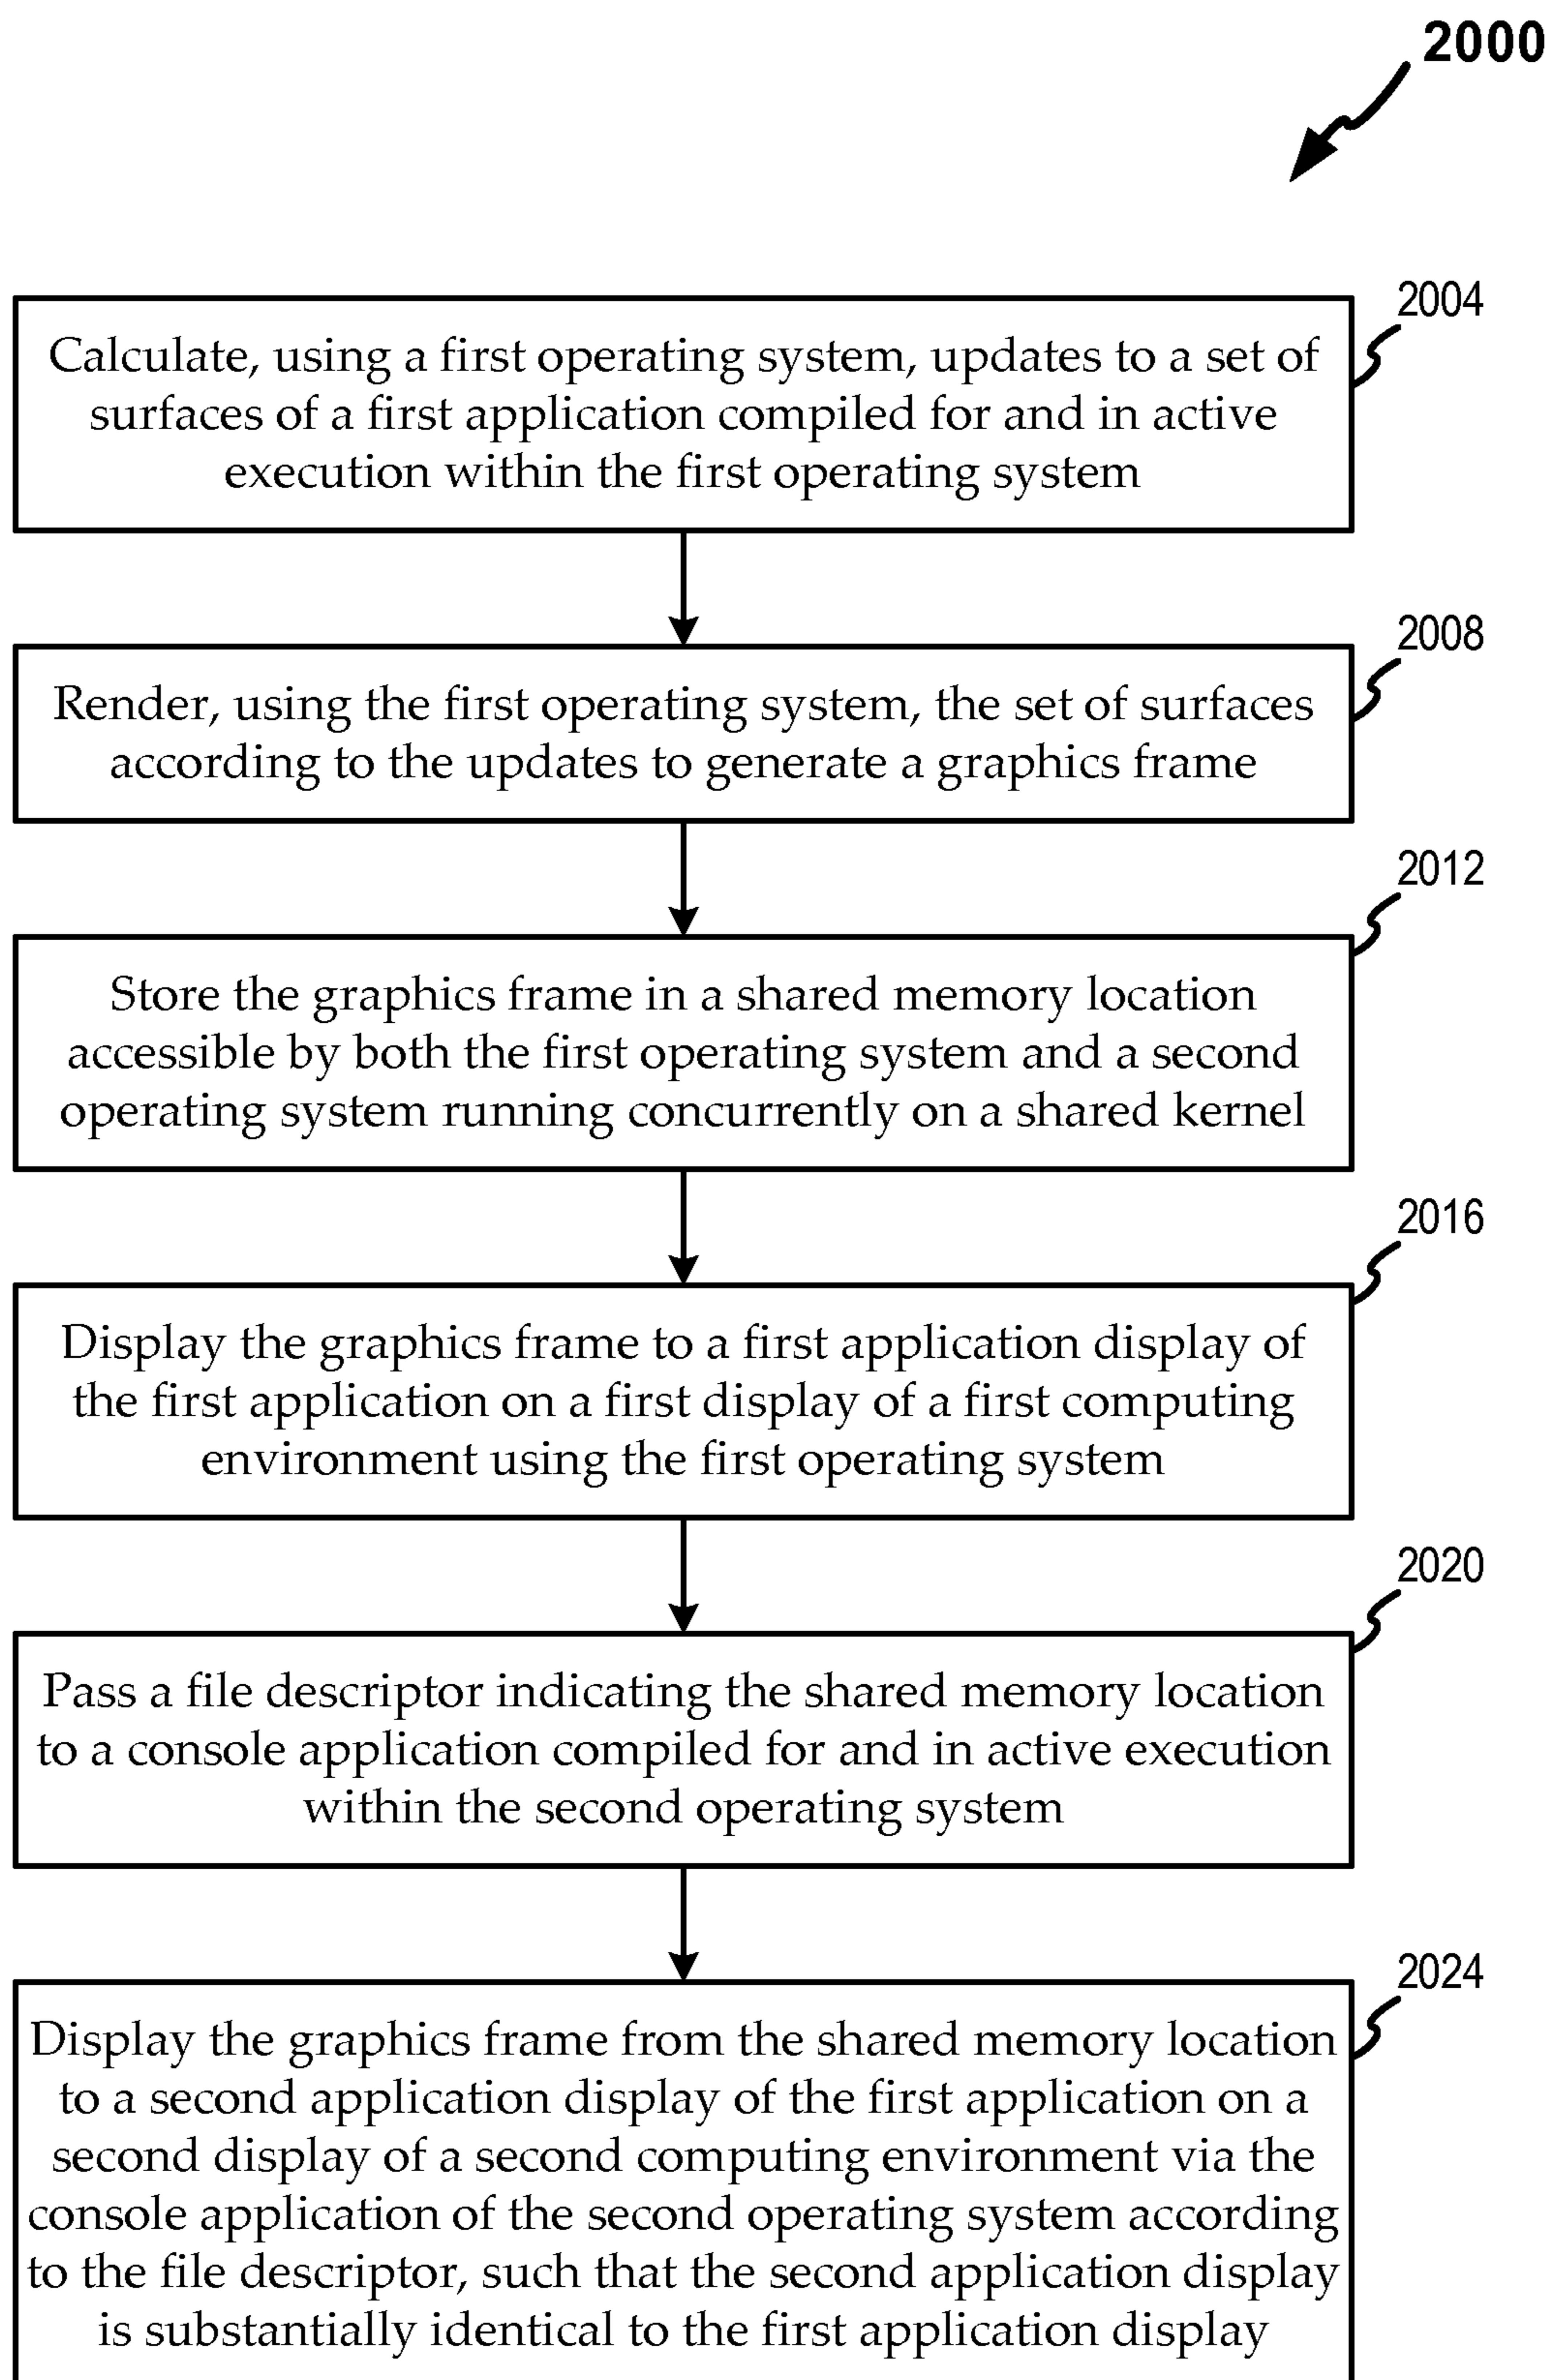 2000
2004
Calculate, using a first operating system, updates to a set of
surfaces of a first application compiled for and in active
execution within the first operating system
2008
Render, using the first operating system, the set of surfaces
according to the updates to generate a graphics frame
2012
Store the graphics frame in a shared memory location
accessible by both the first operating system and a second
operating system running concurrently on a shared kernel
2016
Display the graphics frame to a first application display of
the first application on a first display of a first computing
environment using the first operating system
2020
Pass a file descriptor indicating the shared memory location
to a console application compiled for and in active execution
within the second operating system
2024
Display the graphics frame from the shared memory location
to a second application display of the first application on a
second display of a second computing environment via the
console application of the second operating system according
to the file descriptor, such that the second application display
is substantially identical to the first application display